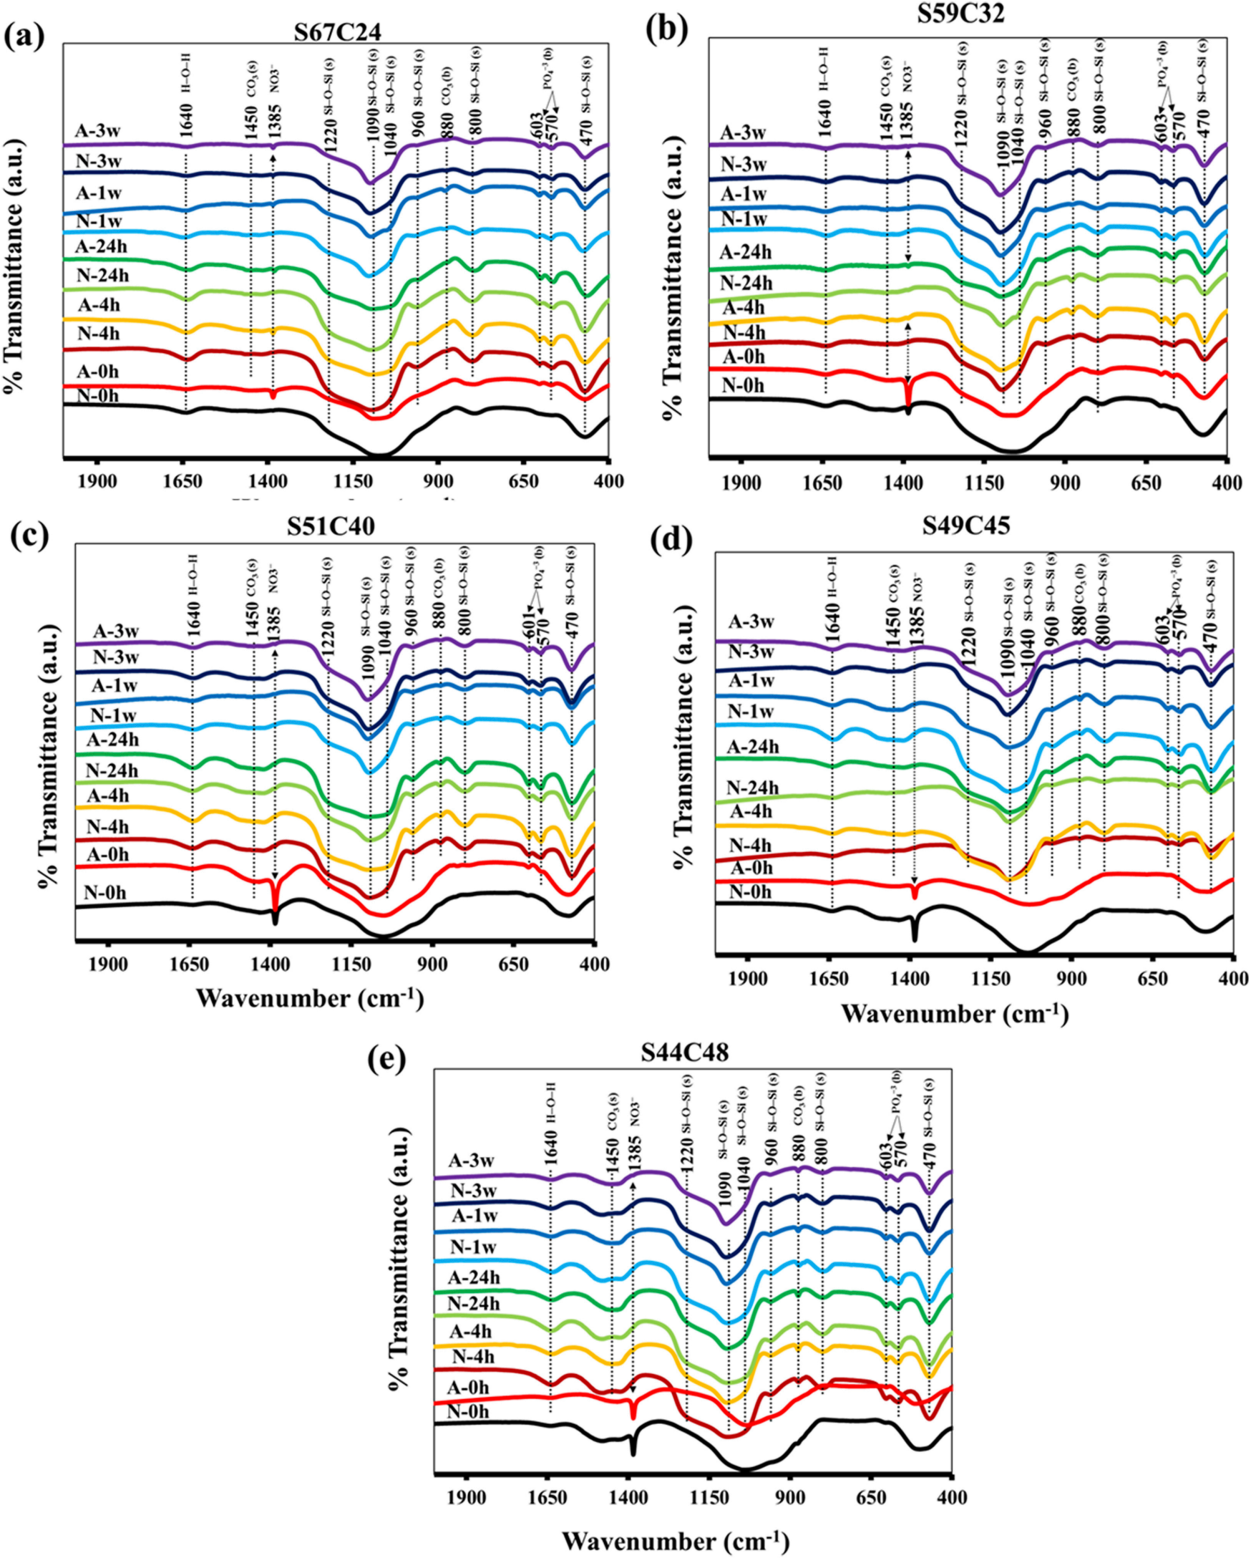 (a)
S67C24
% Transmittance (a.u.)
1640 H-O-H
1450 CO3(s)
1385 NO3⁻
1220 Si-O-Si (s)
1090 Si-O-Si (s)
1040 Si-O-Si (s)
960 Si-O-Si (s)
880 CO3(b)
800 Si-O-Si (s)
603
570
PO4⁻³ (b)
470 Si-O-Si (s)
A-3w
N-3w
A-1w
N-1w
A-24h
N-24h
A-4h
N-4h
A-0h
N-0h
1900 1650 1400 1150 900 650 400
(b)
S59C32
% Transmittance (a.u.)
1640 H-O-H
1450 CO3(s)
1385 NO3⁻
1220 Si-O-Si (s)
1090 Si-O-Si (s)
1040 Si-O-Si (s)
960 Si-O-Si (s)
880 CO3(b)
800 Si-O-Si (s)
603
570
PO4⁻³ (b)
470 Si-O-Si (s)
A-3w
N-3w
A-1w
N-1w
A-24h
N-24h
A-4h
N-4h
A-0h
N-0h
1900 1650 1400 1150 900 650 400
(c)
S51C40
% Transmittance (a.u.)
1640 H-O-H
1450 CO3(s)
1385 NO3⁻
1220 Si-O-Si (s)
1090 Si-O-Si (s)
1040 Si-O-Si (s)
960 Si-O-Si (s)
880 CO3(b)
800 Si-O-Si (s)
601
570
PO4⁻³ (b)
470 Si-O-Si (s)
A-3w
N-3w
A-1w
N-1w
A-24h
N-24h
A-4h
N-4h
A-0h
N-0h
1900 1650 1400 1150 900 650 400
Wavenumber (cm⁻¹)
(d)
S49C45
% Transmittance (a.u.)
1640 H-O-H
1450 CO3(s)
1385 NO3⁻
1220 Si-O-Si (s)
1090 Si-O-Si (s)
1040 Si-O-Si (s)
960 Si-O-Si (s)
880 CO3(b)
800 Si-O-Si (s)
603
570
PO4⁻³ (b)
470 Si-O-Si (s)
A-3w
N-3w
A-1w
N-1w
A-24h
N-24h
A-4h
N-4h
A-0h
N-0h
1900 1650 1400 1150 900 650 400
Wavenumber (cm⁻¹)
(e)
S44C48
% Transmittance (a.u.)
1640 H-O-H
1450 CO3(s)
1385 NO3⁻
1220 Si-O-Si (s)
1090 Si-O-Si (s)
1040 Si-O-Si (s)
960 Si-O-Si (s)
880 CO3(b)
800 Si-O-Si (s)
603
570
PO4⁻³ (b)
470 Si-O-Si (s)
A-3w
N-3w
A-1w
N-1w
A-24h
N-24h
A-4h
N-4h
A-0h
N-0h
1900 1650 1400 1150 900 650 400
Wavenumber (cm⁻¹)